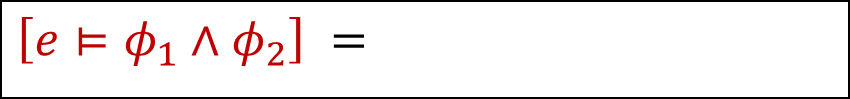 [e ⊨ ϕ₁ ∧ ϕ₂] =